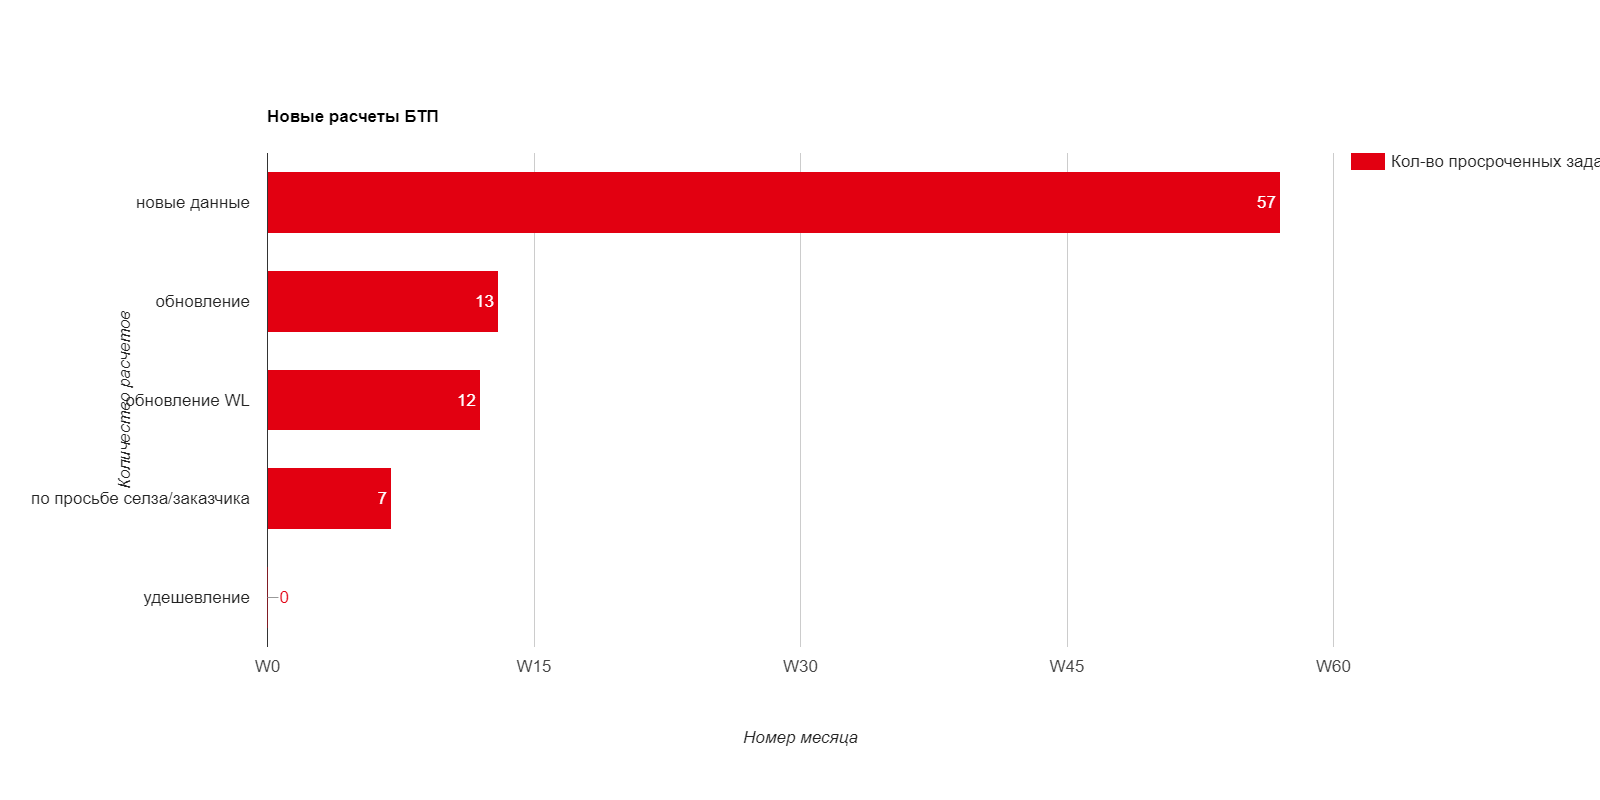 Новые расчеты БТП
Кол-во просроченных зада
новые данные
57
обновление
13
обновление WL
12
по просьбе селза/заказчика
7
удешевление
0
Количество расчетов
W0 W15 W30 W45 W60
Номер месяца